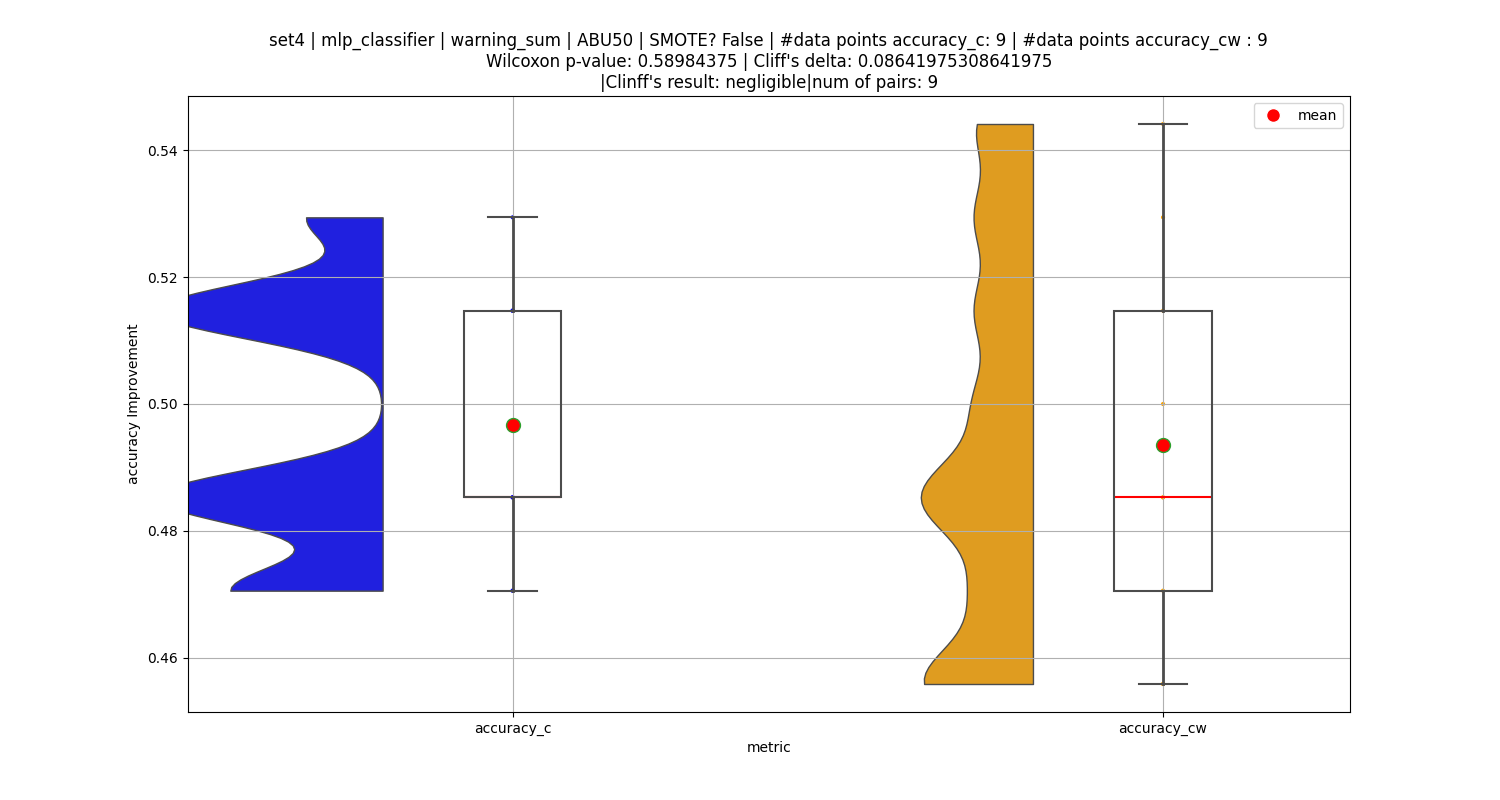 set4 | mlp_classifier | warning_sum | ABU50 | SMOTE? False | #data points accuracy_c: 9 | #data points accuracy_cw : 9
Wilcoxon p-value: 0.58984375 | Cliff's delta: 0.08641975308641975
|Clinff's result: negligible|num of pairs: 9
mean
0.54
0.52
0.50
0.48
0.46
accuracy Improvement
accuracy_c
accuracy_cw
metric